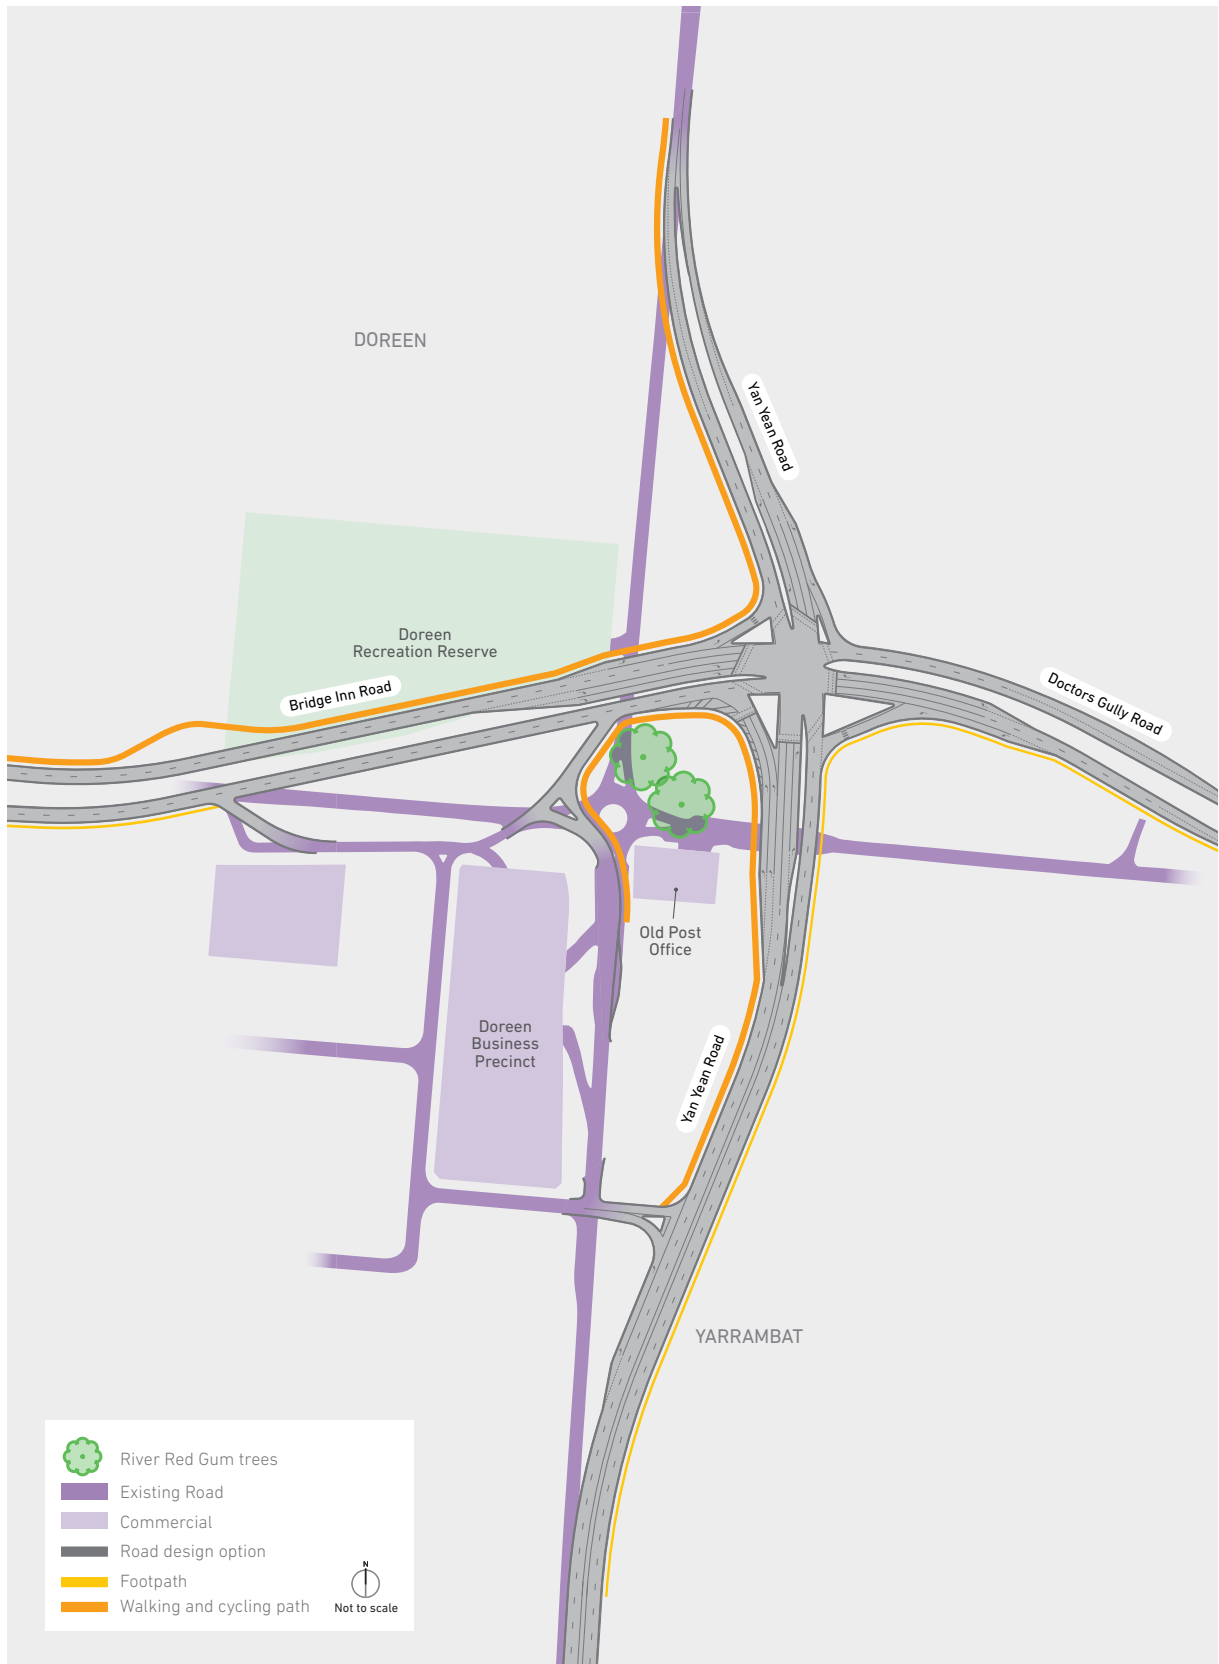 DOREEN
Yan Yean Road
Doreen
Recreation Reserve
Bridge Inn Road
Doctors Gully Road
Old Post
Office
Doreen
Business
Precinct
Yan Yean Road
YARRAMBAT
River Red Gum trees
Existing Road
Commercial
Road design option
Footpath
Walking and cycling path
N
Not to scale